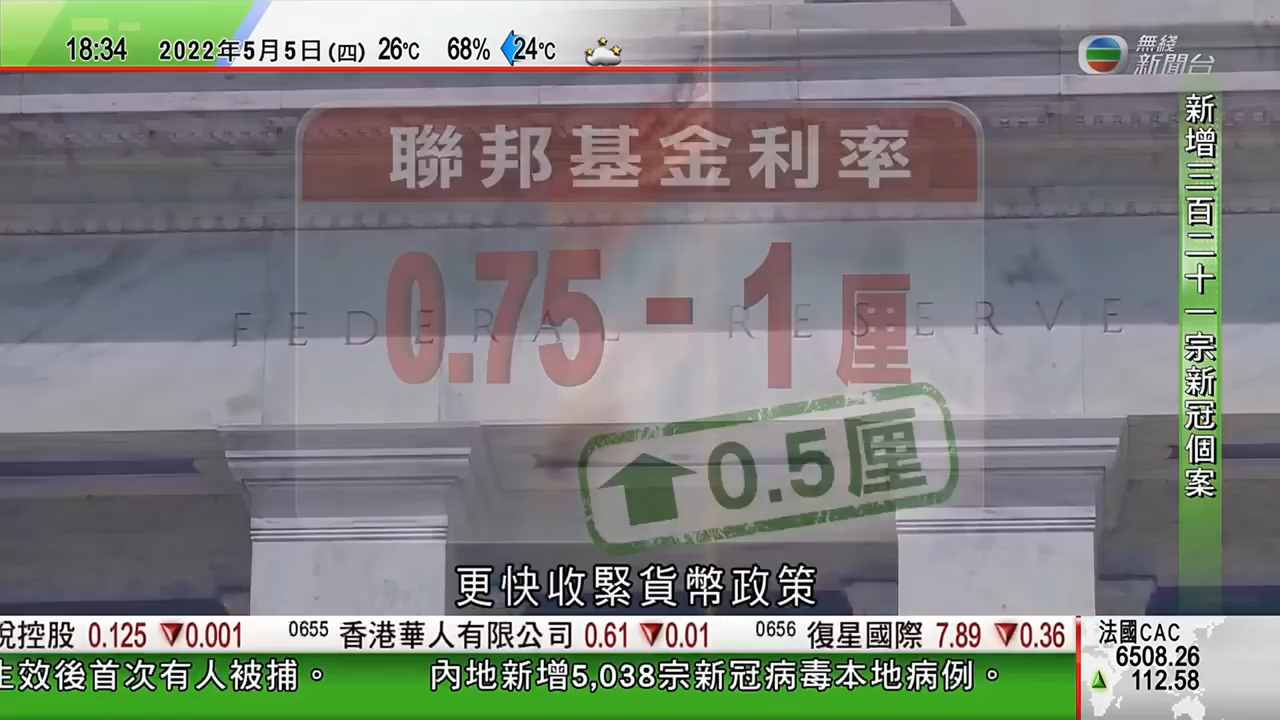 18:34 2022年5月5日(四) 26℃ 68% 24℃
無綫
新聞台
新增三百二十一宗新冠個案
聯邦基金利率
0.75 - 1厘
FEDERAL RESERVE
0.5厘
更快收緊貨幣政策
控股 0.125 ▼0.001 0655 香港華人有限公司 0.61 ▼0.01 0656 復星國際 7.89 ▼0.36
法國CAC
6508.26
▲ 112.58
生效後首次有人被捕。 內地新增5,038宗新冠病毒本地病例。